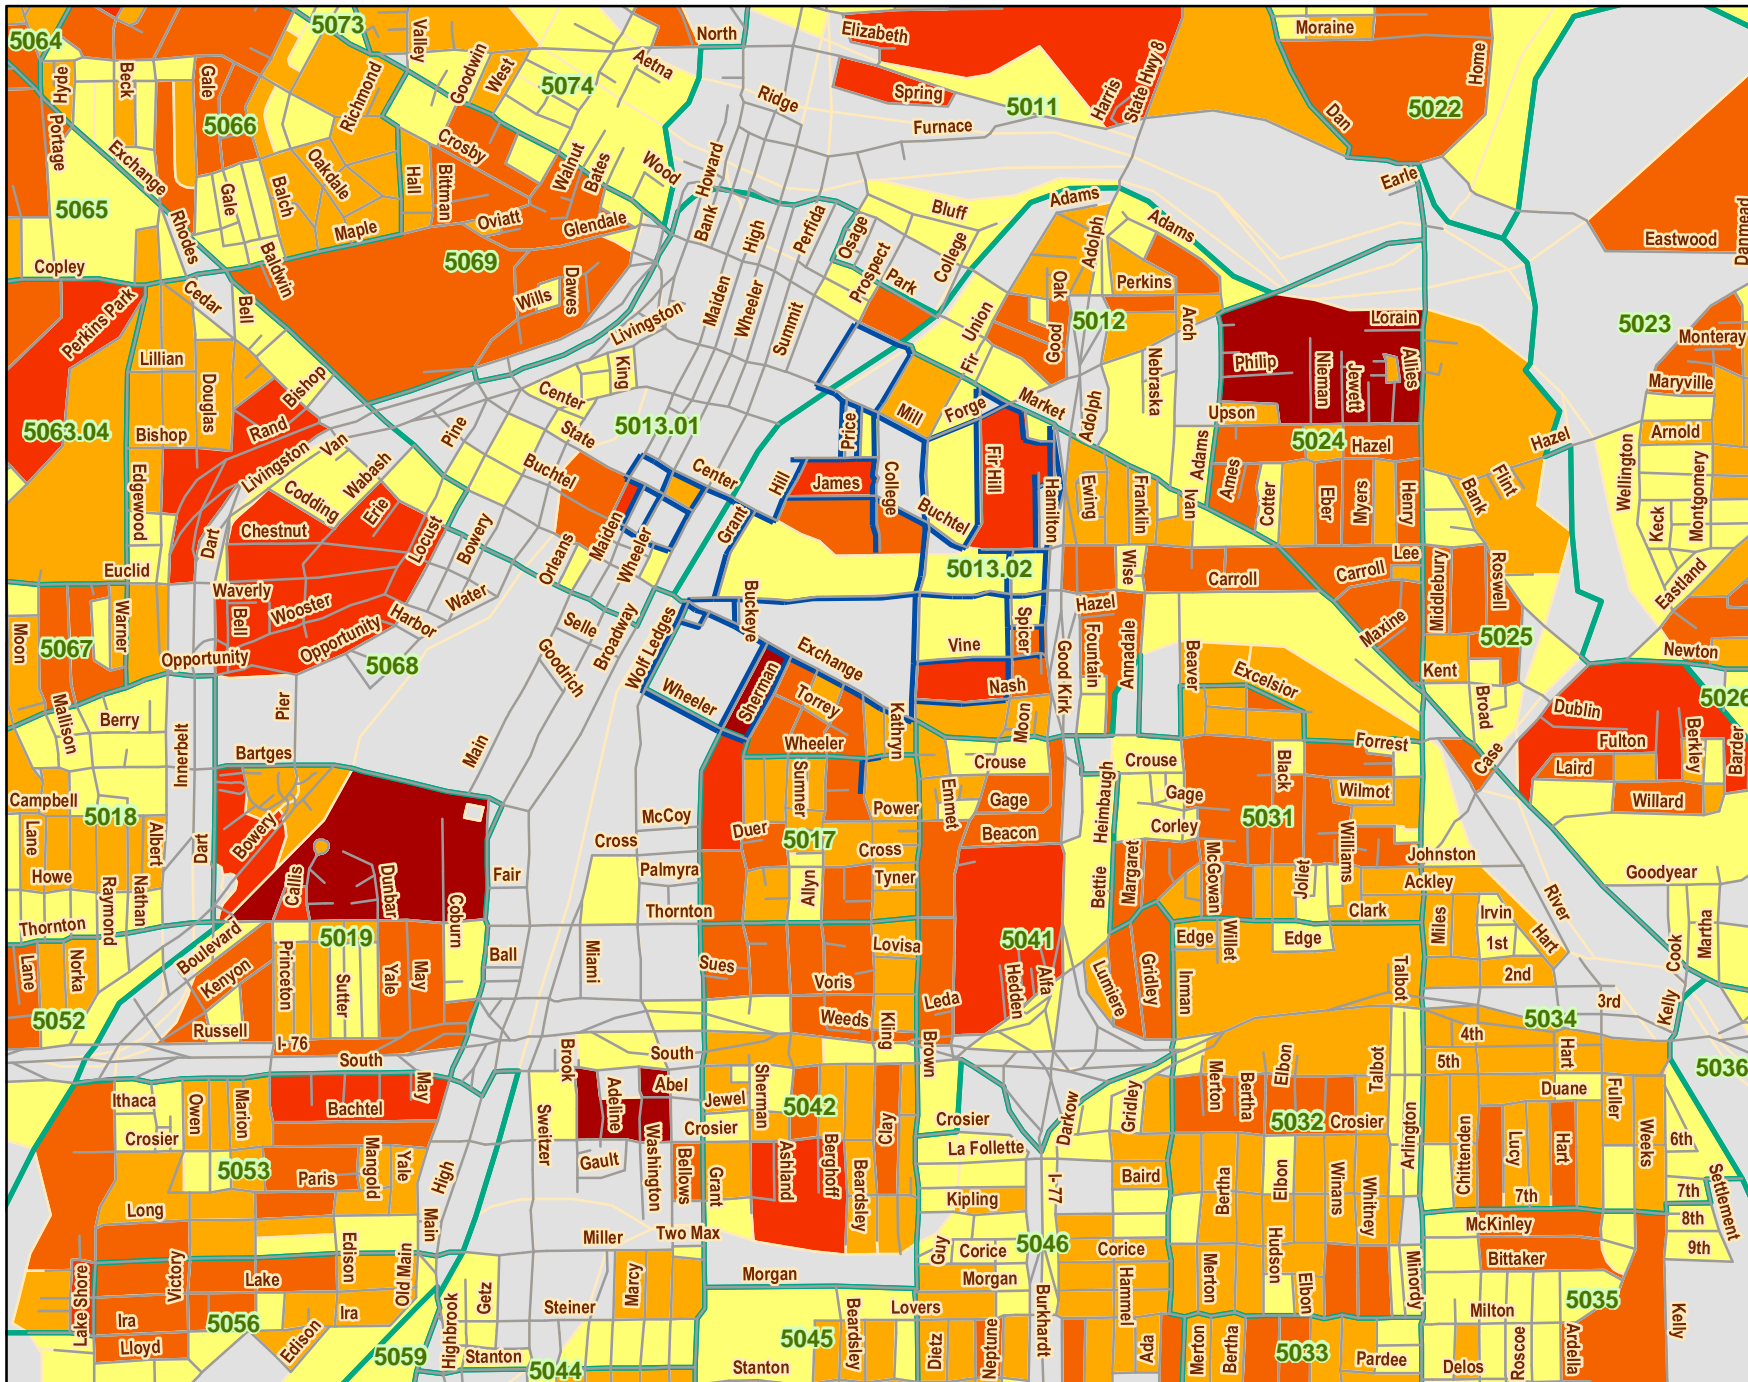 5073
5064
North
Elizabeth
Moraine
Valley
Goodwin
West
Aetna
Home
State Hwy 8
Hyde
Beck
Gale
Richmond
5074
Ridge
Spring
5011
Harris
5022
Dan
Portage
5066
Furnace
Exchange
Crosby
Walnut
Bates
Wood
Howard
Oakdale
Hall
Bittman
Earle
5065
Gale
Balch
Maple
Oviatt
Glendale
Bank
High
Perfida
Osage
Bluff
Adams
Adolph
Adams
Danmead
Rhodes
Eastwood
Copley
Baldwin
5069
Dawes
Wills
Prospect
Park
College
Oak
Perkins
Cedar
Bell
Perkins Park
Livingston
Maiden
Wheeler
Summit
Union
5012
Arch
Lorain
5023
Monteray
Good
Lillian
King
Fir
Philip
Nieman
Jewett
Allies
Nebraska
Maryville
Douglas
Bishop
Center
Mill
Forge
Market
Upson
5063.04
Bishop
Rand
Pine
State
5013.01
Price
Adolph
Adams
5024
Hazel
Hazel
Arnold
Van
Livingston
Wabash
Buchtel
Center
Hill
James
College
Fir Hill
Wellington
Edgewood
Codding
Erie
Ames
Cotter
Eber
Myers
Henry
Bank
Flint
Montgomery
Keck
Chestnut
Locust
Bowery
Maiden
Grant
Buchtel
Hamilton
Ewing
Franklin
Ivan
Dart
Orleans
Wheeler
Lee
Euclid
5013.02
Wise
Carroll
Carroll
Middlebury
Roswell
Eastland
Waverly
Wooster
Water
Harbor
Buckeye
Hazel
Warner
Bell
Selle
Broadway
Spicer
Moon
5067
Opportunity
Opportunity
5068
Goodrich
Wolf Ledges
Exchange
Vine
Good Kirk
Fountain
Annadale
Beaver
Maxine
5025
Newton
Kent
Excelsior
Mallison
Berry
Pier
Wheeler
Sherman
Torrey
Kathryn
Nash
Moon
Broad
Dublin
5026
Innerbelt
Bartges
Main
Wheeler
Forrest
Fulton
Berkley
Barder
Crouse
Crouse
Black
Case
Laird
Campbell
Sumner
Emmet
Gage
Heimbaugh
Gage
Wilmot
Willard
5018
McCoy
Power
Lane
Albert
Dart
Bowery
Cross
Duer
5017
Beacon
Corley
5031
Williams
Cross
Johnston
Howe
Callis
Dunbar
Fair
Palmyra
Tyner
Bettie
Margaret
McGowan
Joliet
Ackley
Goodyear
Raymond
Nathan
Coburn
Allyn
Thornton
Clark
River
Thornton
5019
Lovisa
5041
Edge
Willet
Edge
Miles
Irvin
1st
Hart
Martha
Boulevard
Lane
Norka
Kenyon
Princeton
Sutter
Yale
May
Ball
Miami
Sues
Voris
Hedden
Alfa
Lumiere
Gridley
Inman
Talbot
2nd
Cook
Leda
3rd
Kelly
5052
Russell
Weeds
Kling
5034
I- 76
4th
South
Brook
South
Brown
Elbon
Talbot
5th
Hart
5036
Abel
Sherman
Merton
Bertha
Duane
Fuller
Ithaca
Owen
Marion
May
Bachtel
Sweitzer
Adeline
Jewel
5042
Clay
Crosier
Darkow
Gridley
5032
Crosier
Arlington
Crosier
Crosier
Washington
La Follette
6th
Weeks
5053
Gault
Paris
Mangold
Yale
High
Bellows
Grant
Ashland
Berghoff
Beardsley
I-77
Baird
Bertha
Elbon
Winans
Whitney
Chittenden
Lucy
Hart
Settlement
7th
7th
Kipling
Long
Main
8th
McKinley
Miller
Two Max
Guy
Corice
5046
Corice
9th
Edison
Old Main
Hudson
Bittaker
Lake Shore
Victory
Lake
Getz
Marcy
Morgan
Morgan
Merton
Elbon
Minordy
Hammel
5035
Ira
Ira
Steiner
Lovers
Burkhardt
Milton
Kelly
5056
Edison
Highbrook
5045
Beardsley
Dietz
Neptune
Ada
Merton
Bertha
5033
Roscoe
Ardella
Lloyd
5059
Stanton
5044
Stanton
Pardee
Delos